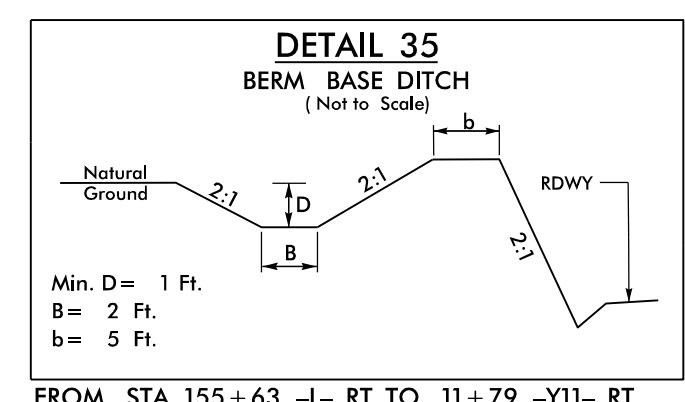 DETAIL 35
BERM BASE DITCH
( Not to Scale)
b
Natural
Ground
2:1
D
2:1
RDWY
B
2:1
Min. D= 1 Ft.
B= 2 Ft.
b= 5 Ft.
FROM STA 155+63 -L- RT TO 11+79 -Y11- RT